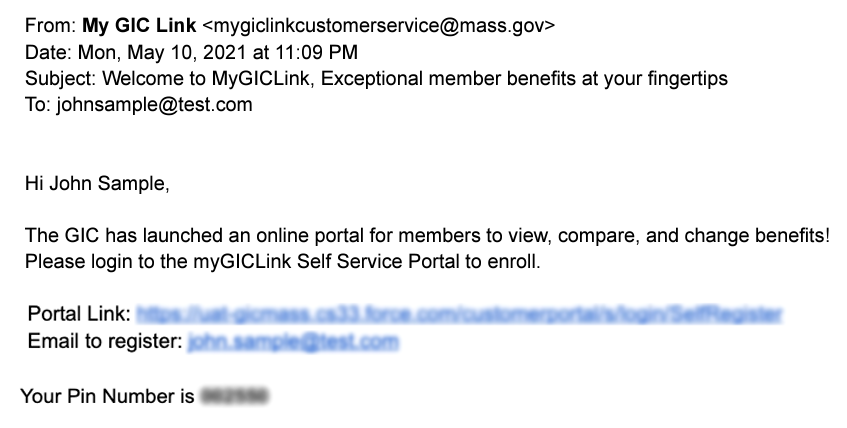 From: My GIC Link <mygiclinkcustomerservice@mass.gov>
Date: Mon, May 10, 2021 at 11:09 PM
Subject: Welcome to MyGICLink, Exceptional member benefits at your fingertips
To: johnsample@test.com
Hi John Sample,
The GIC has launched an online portal for members to view, compare, and change benefits!
Please login to the myGICLink Self Service Portal to enroll.
Portal Link:
Email to register:
Your Pin Number is